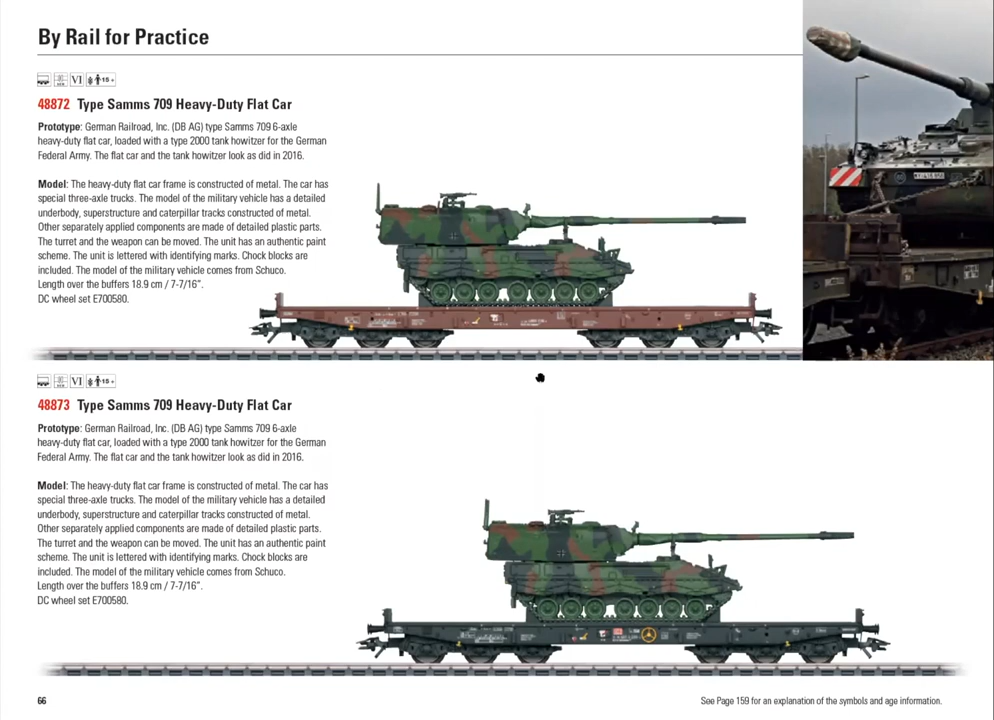 By Rail for Practice
VI 15 +
48872 Type Samms 709 Heavy-Duty Flat Car
Prototype: German Railroad, Inc. (DB AG) type Samms 709 6-axle
heavy-duty flat car, loaded with a type 2000 tank howitzer for the German
Federal Army. The flat car and the tank howitzer look as did in 2016.
Model: The heavy-duty flat car frame is constructed of metal. The car has
special three-axle trucks. The model of the military vehicle has a detailed
underbody, superstructure and caterpillar tracks constructed of metal.
Other separately applied components are made of detailed plastic parts.
The turret and the weapon can be moved. The unit has an authentic paint
scheme. The unit is lettered with identifying marks. Chock blocks are
included. The model of the military vehicle comes from Schuco.
Length over the buffers 18.9 cm / 7-7/16”.
DC wheel set E700580.
VI 15 +
48873 Type Samms 709 Heavy-Duty Flat Car
Prototype: German Railroad, Inc. (DB AG) type Samms 709 6-axle
heavy-duty flat car, loaded with a type 2000 tank howitzer for the German
Federal Army. The flat car and the tank howitzer look as did in 2016.
Model: The heavy-duty flat car frame is constructed of metal. The car has
special three-axle trucks. The model of the military vehicle has a detailed
underbody, superstructure and caterpillar tracks constructed of metal.
Other separately applied components are made of detailed plastic parts.
The turret and the weapon can be moved. The unit has an authentic paint
scheme. The unit is lettered with identifying marks. Chock blocks are
included. The model of the military vehicle comes from Schuco.
Length over the buffers 18.9 cm / 7-7/16”.
DC wheel set E700580.
66
See Page 159 for an explanation of the symbols and age information.